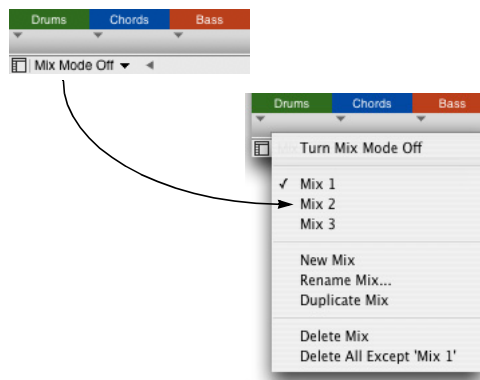 Drums Chords Bass
Mix Mode Off
Drums Chords Bass
Turn Mix Mode Off
✓ Mix 1
Mix 2
Mix 3
New Mix
Rename Mix...
Duplicate Mix
Delete Mix
Delete All Except 'Mix 1'